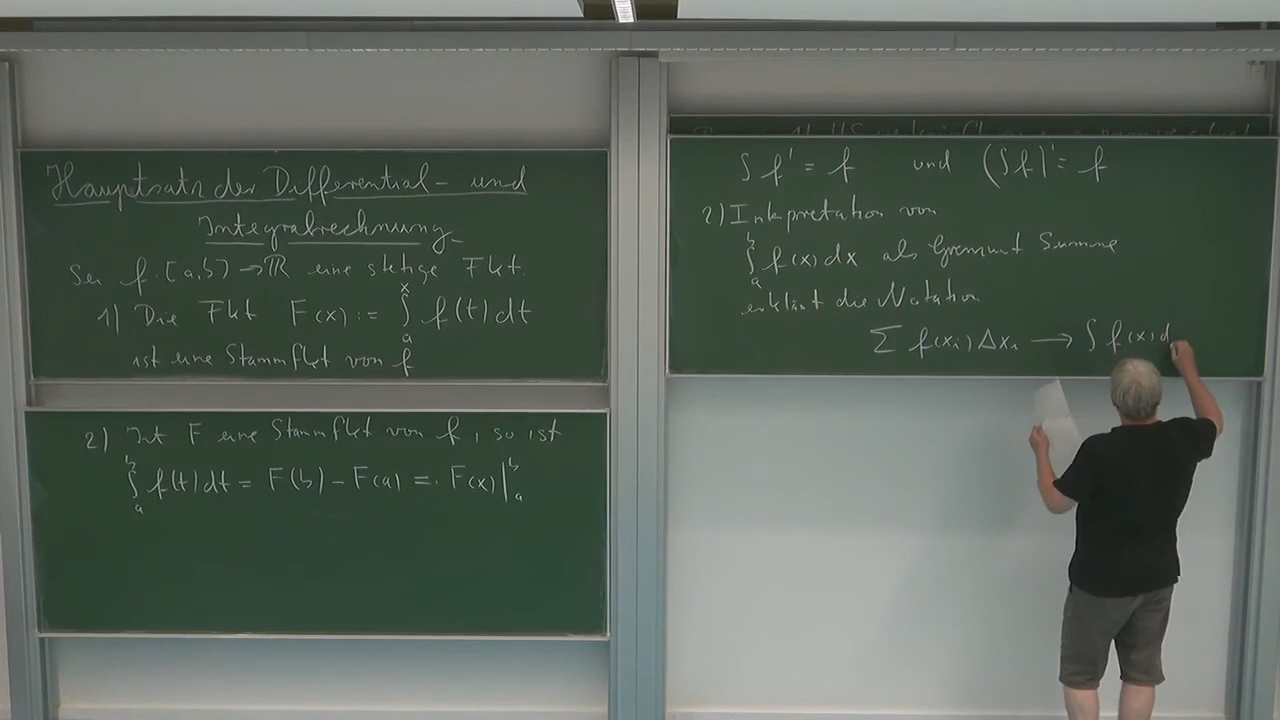 Hauptsatz der Differential- und
Integralrechnung
Sei f: [a,b] → ℝ eine stetige Fkt.
1) Die Fkt F(x) := ∫ₐˣ f(t) dt
ist eine Stammfkt von f
2) Ist F eine Stammfkt von f, so ist
∫ₐᵇ f(t) dt = F(b) – F(a) =: F(x)|ₐᵇ
∫ f' = f und (∫f)' = f
2) Interpretation von
∫ₐᵇ f(x) dx als Summe
erklärt die Notation
∑ f(xᵢ) Δxᵢ → ∫ f(x) d